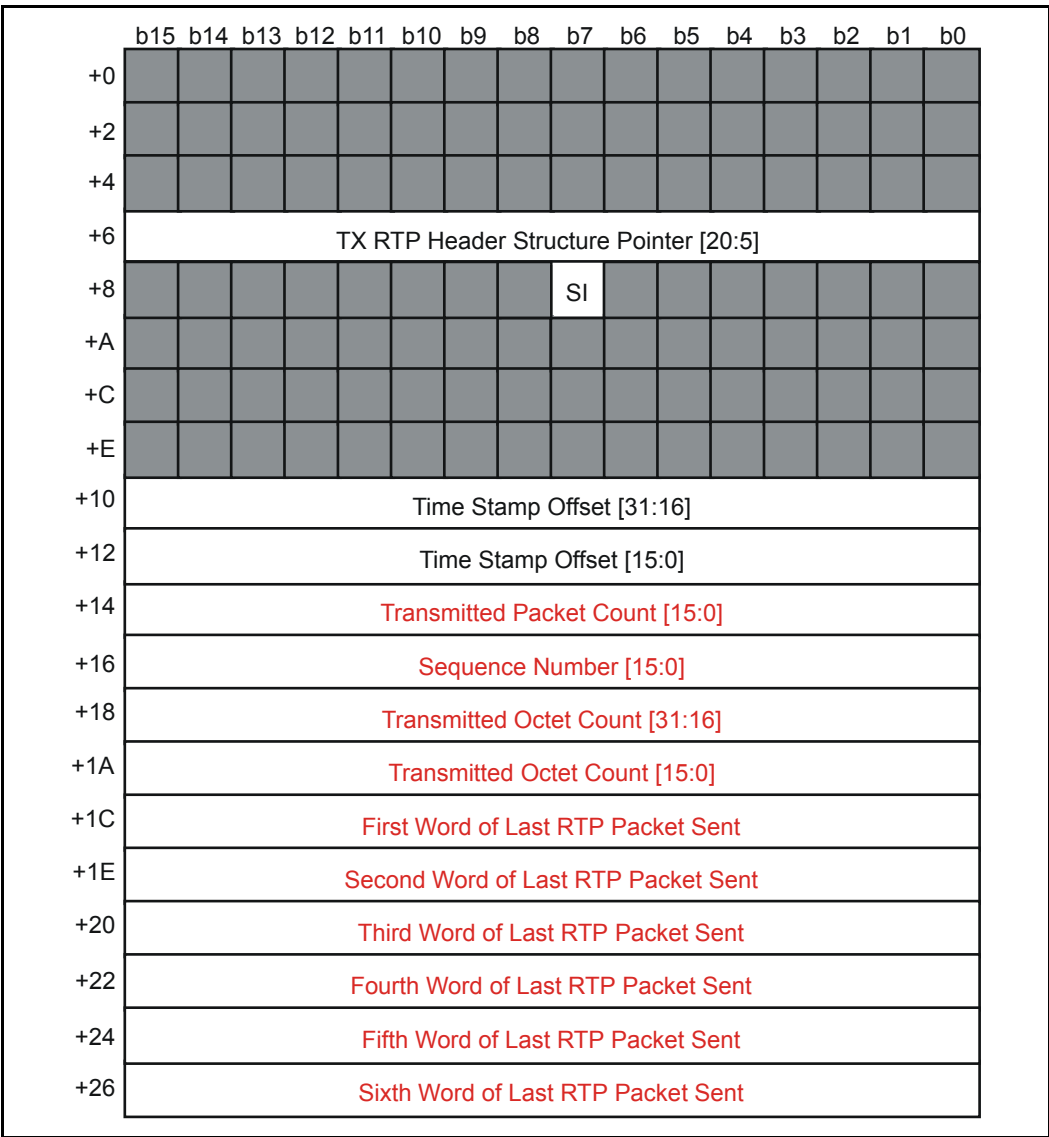 b15 b14 b13 b12 b11 b10 b9 b8 b7 b6 b5 b4 b3 b2 b1 b0
+0
+2
+4
+6 TX RTP Header Structure Pointer [20:5]
+8 SI
+A
+C
+E
+10 Time Stamp Offset [31:16]
+12 Time Stamp Offset [15:0]
+14 Transmitted Packet Count [15:0]
+16 Sequence Number [15:0]
+18 Transmitted Octet Count [31:16]
+1A Transmitted Octet Count [15:0]
+1C First Word of Last RTP Packet Sent
+1E Second Word of Last RTP Packet Sent
+20 Third Word of Last RTP Packet Sent
+22 Fourth Word of Last RTP Packet Sent
+24 Fifth Word of Last RTP Packet Sent
+26 Sixth Word of Last RTP Packet Sent